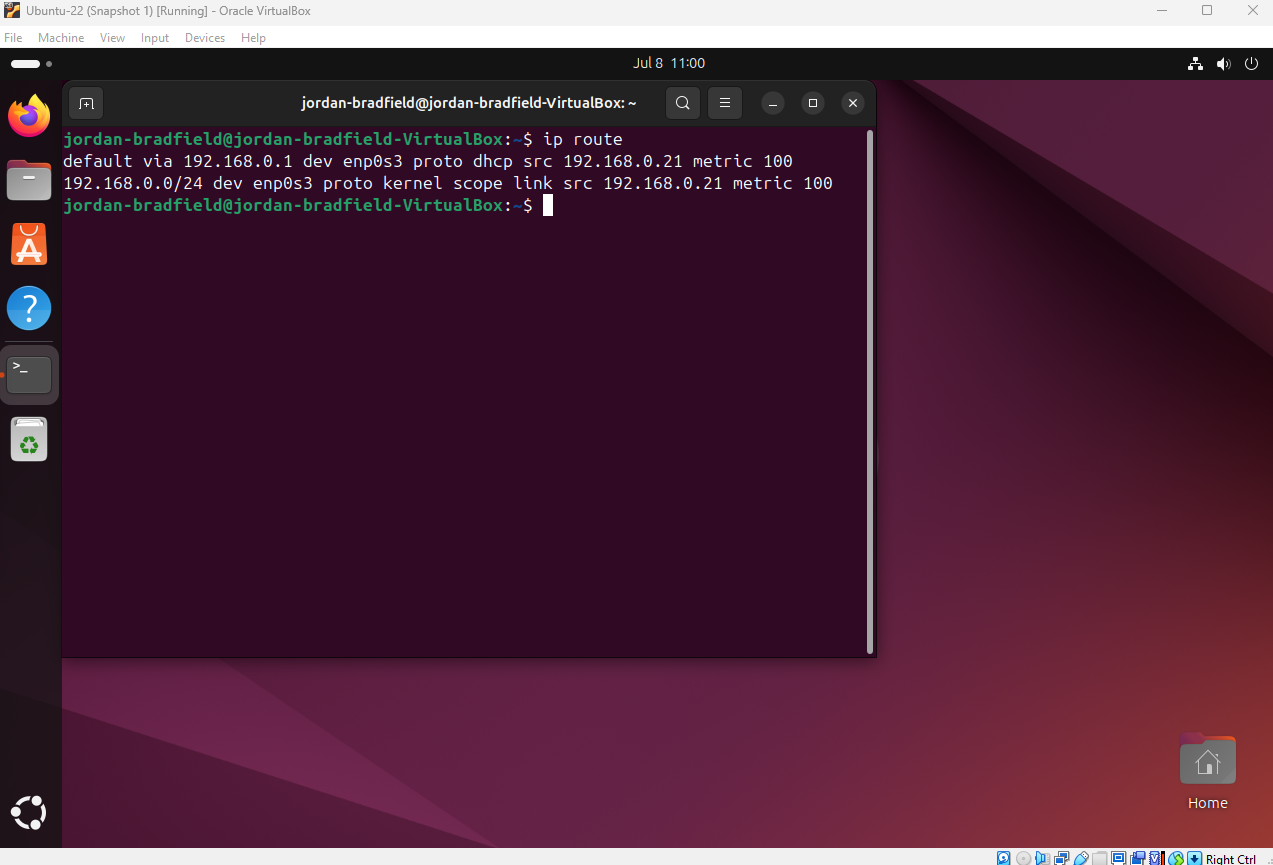 Ubuntu-22 (Snapshot 1) [Running] - Oracle VirtualBox
File Machine View Input Devices Help
Jul 8 11:00
jordan-bradfield@jordan-bradfield-VirtualBox: ~
jordan-bradfield@jordan-bradfield-VirtualBox:~$ ip route
default via 192.168.0.1 dev enp0s3 proto dhcp src 192.168.0.21 metric 100
192.168.0.0/24 dev enp0s3 proto kernel scope link src 192.168.0.21 metric 100
jordan-bradfield@jordan-bradfield-VirtualBox:~$
Home
Right Ctrl